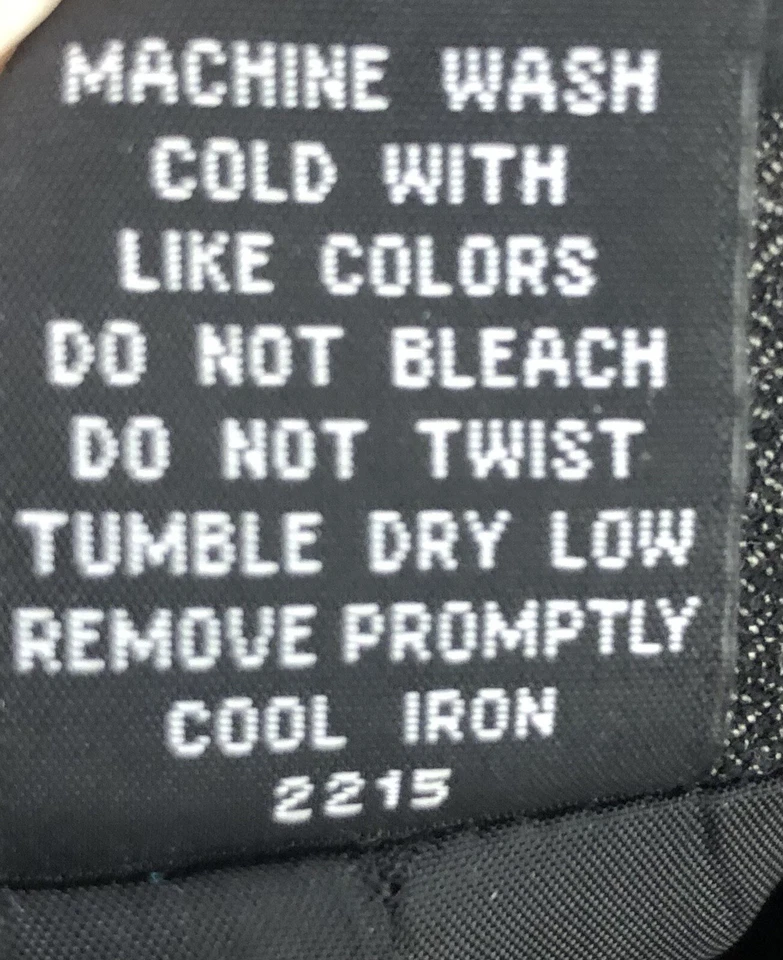 MACHINE WASH
COLD WITH
LIKE COLORS
DO NOT BLEACH
DO NOT TWIST
TUMBLE DRY LOW
REMOVE PROMPTLY
COOL IRON
2215